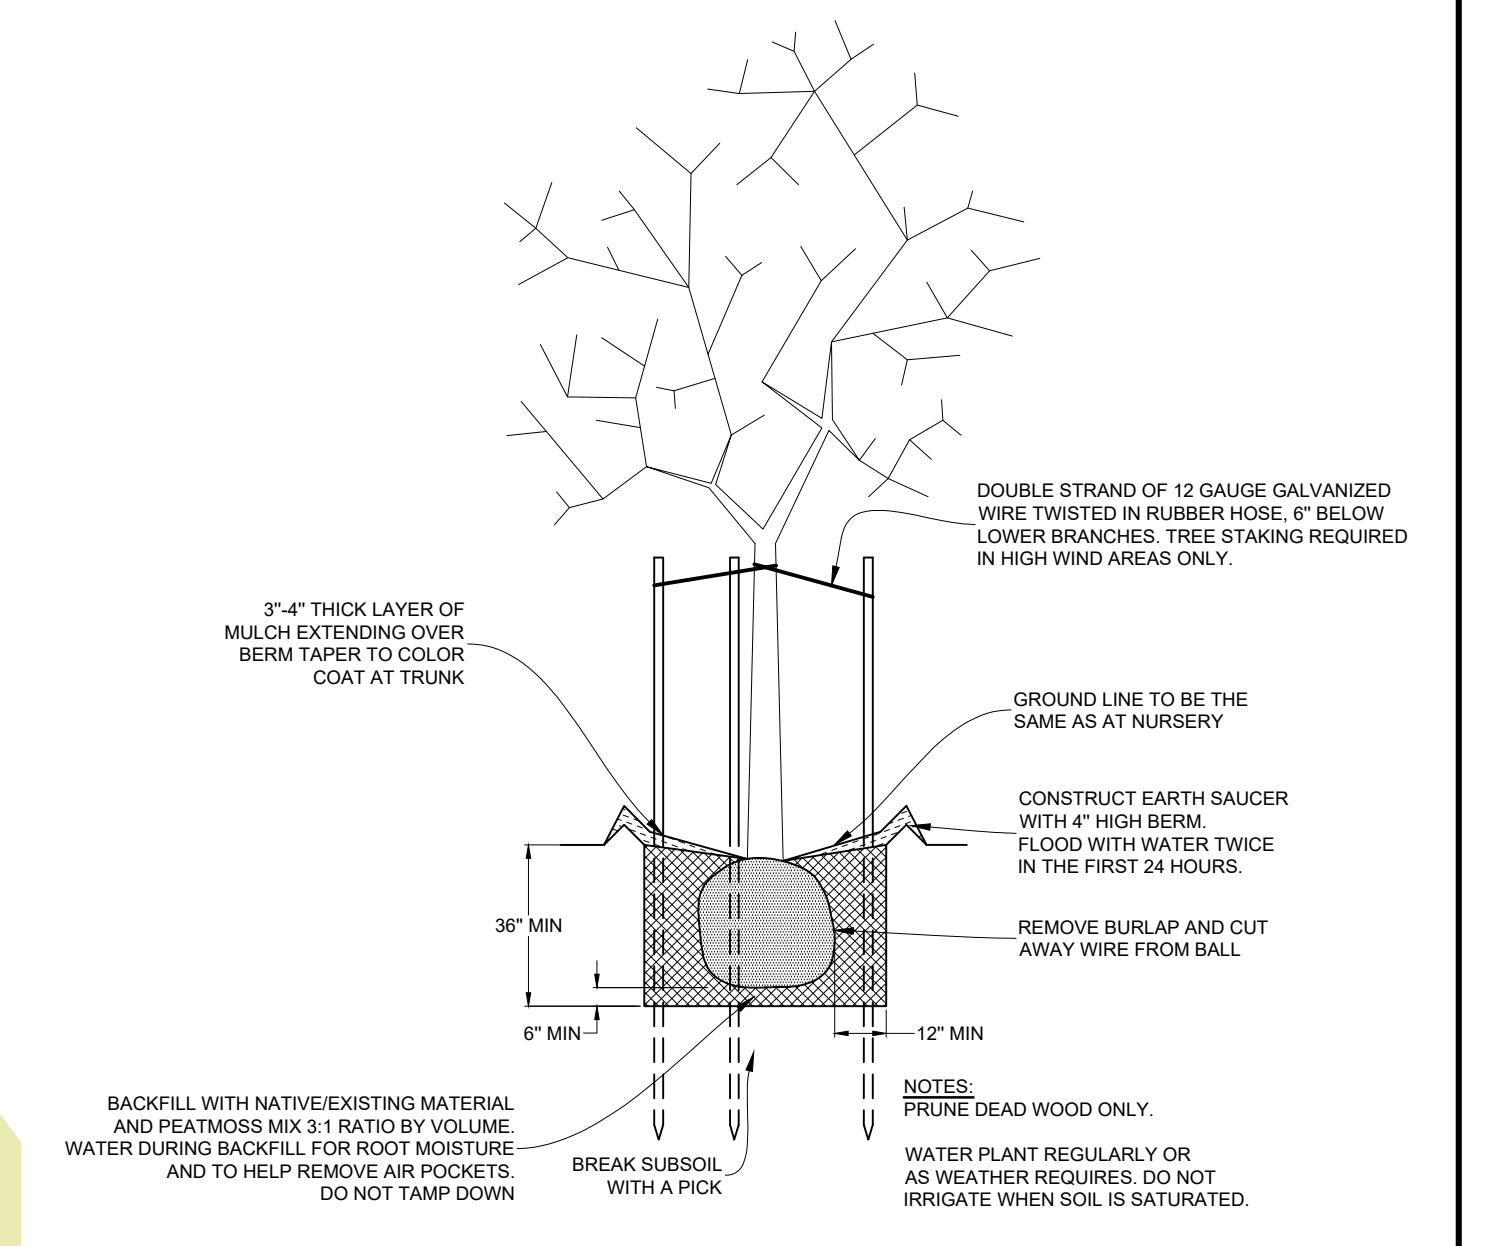 DOUBLE STRAND OF 12 GAUGE GALVANIZED
WIRE TWISTED IN RUBBER HOSE, 6" BELOW
LOWER BRANCHES. TREE STAKING REQUIRED
IN HIGH WIND AREAS ONLY.
3"-4" THICK LAYER OF
MULCH EXTENDING OVER
BERM TAPER TO COLOR
COAT AT TRUNK
GROUND LINE TO BE THE
SAME AS AT NURSERY
CONSTRUCT EARTH SAUCER
WITH 4" HIGH BERM.
FLOOD WITH WATER TWICE
IN THE FIRST 24 HOURS.
36" MIN
REMOVE BURLAP AND CUT
AWAY WIRE FROM BALL
6" MIN
12" MIN
BACKFILL WITH NATIVE/EXISTING MATERIAL
AND PEATMOSS MIX 3:1 RATIO BY VOLUME.
WATER DURING BACKFILL FOR ROOT MOISTURE
AND TO HELP REMOVE AIR POCKETS.
DO NOT TAMP DOWN
BREAK SUBSOIL
WITH A PICK
NOTES:
PRUNE DEAD WOOD ONLY.
WATER PLANT REGULARLY OR
AS WEATHER REQUIRES. DO NOT
IRRIGATE WHEN SOIL IS SATURATED.